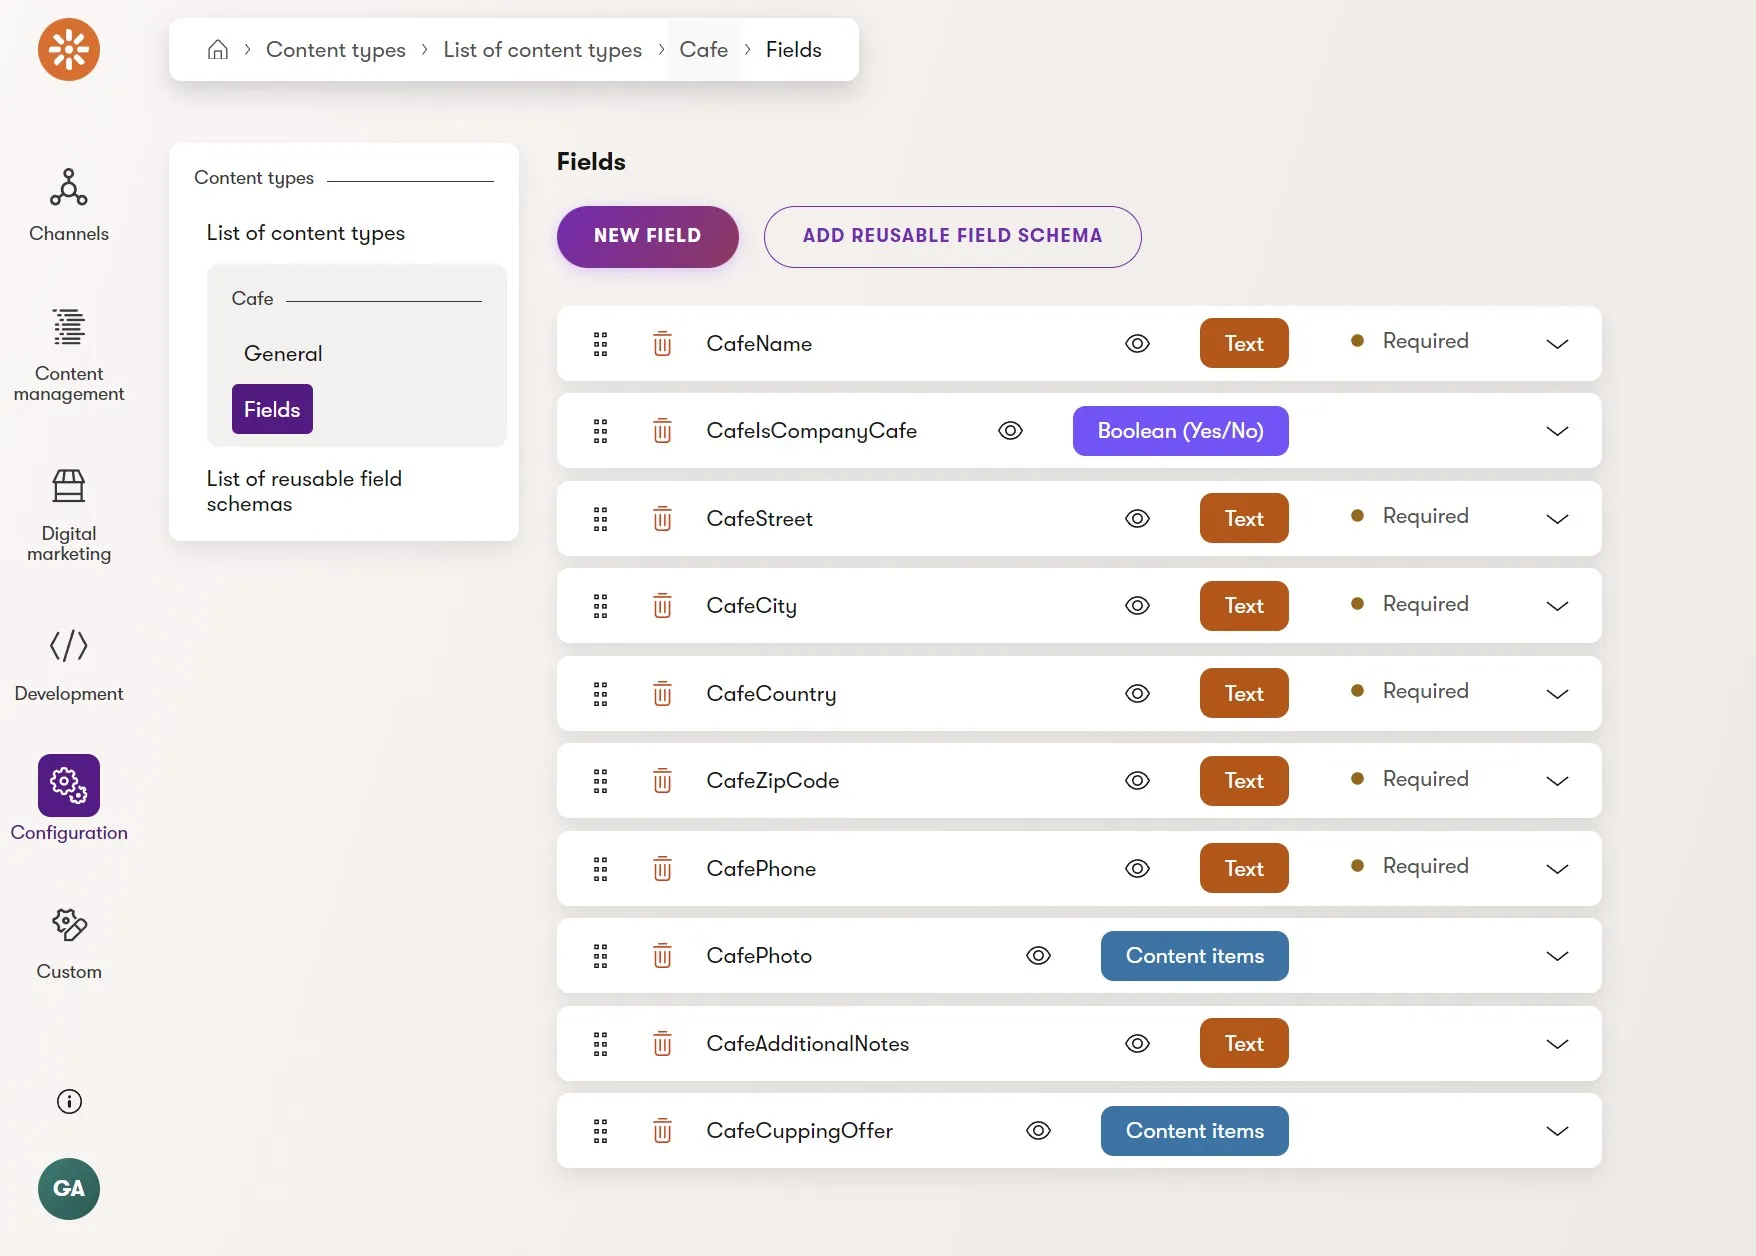 Content types
List of content types
Cafe
Fields
Channels
Content
management
Digital
marketing
Development
Configuration
Custom
GA
Content types
List of content types
Cafe
General
Fields
List of reusable field
schemas
Fields
NEW FIELD
ADD REUSABLE FIELD SCHEMA
CafeName Text Required
CafeIsCompanyCafe Boolean (Yes/No)
CafeStreet Text Required
CafeCity Text Required
CafeCountry Text Required
CafeZipCode Text Required
CafePhone Text Required
CafePhoto Content items
CafeAdditionalNotes Text
CafeCuppingOffer Content items